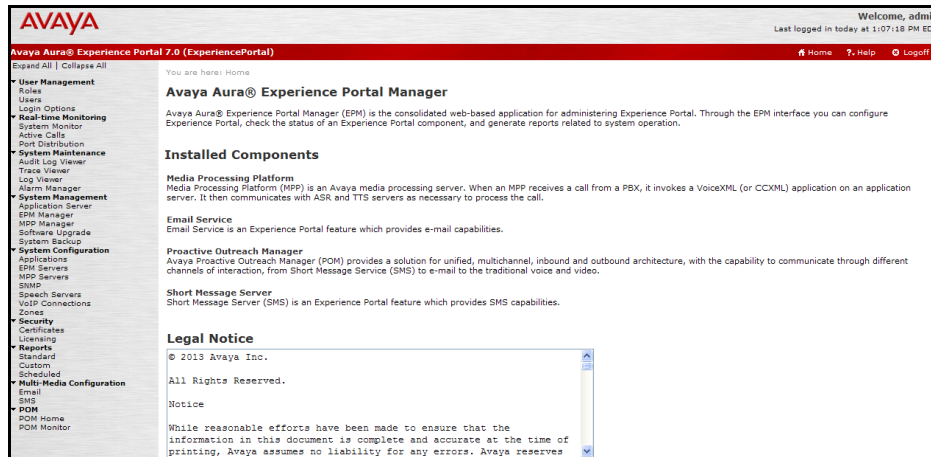 AVAYA
Welcome, admi
Last logged in today at 1:07:18 PM ED
Avaya Aura® Experience Portal 7.0 (ExperiencePortal)
Home ?. Help Logoff
Expand All | Collapse All
User Management
Roles
Users
Login Options
Real-time Monitoring
System Monitor
Active Calls
Port Distribution
System Maintenance
Audit Log Viewer
Trace Viewer
Log Viewer
Alarm Manager
System Management
Application Server
EPM Manager
MPP Manager
Software Upgrade
System Backup
System Configuration
Applications
EPM Servers
MPP Servers
SNMP
Speech Servers
VoIP Connections
Zones
Security
Certificates
Licensing
Reports
Standard
Custom
Scheduled
Multi-Media Configuration
Email
SMS
POM
POM Home
POM Monitor
You are here: Home
Avaya Aura® Experience Portal Manager
Avaya Aura® Experience Portal Manager (EPM) is the consolidated web-based application for administering Experience Portal. Through the EPM interface you can configure
Experience Portal, check the status of an Experience Portal component, and generate reports related to system operation.
Installed Components
Media Processing Platform
Media Processing Platform (MPP) is an Avaya media processing server. When an MPP receives a call from a PBX, it invokes a VoiceXML (or CCXML) application on an application
server. It then communicates with ASR and TTS servers as necessary to process the call.
Email Service
Email Service is an Experience Portal feature which provides e-mail capabilities.
Proactive Outreach Manager
Avaya Proactive Outreach Manager (POM) provides a solution for unified, multichannel, inbound and outbound architecture, with the capability to communicate through different
channels of interaction, from Short Message Service (SMS) to e-mail to the traditional voice and video.
Short Message Server
Short Message Server (SMS) is an Experience Portal feature which provides SMS capabilities.
Legal Notice
© 2013 Avaya Inc.
All Rights Reserved.
Notice
While reasonable efforts have been made to ensure that the
information in this document is complete and accurate at the time of
printing, Avaya assumes no liability for any errors. Avaya reserves